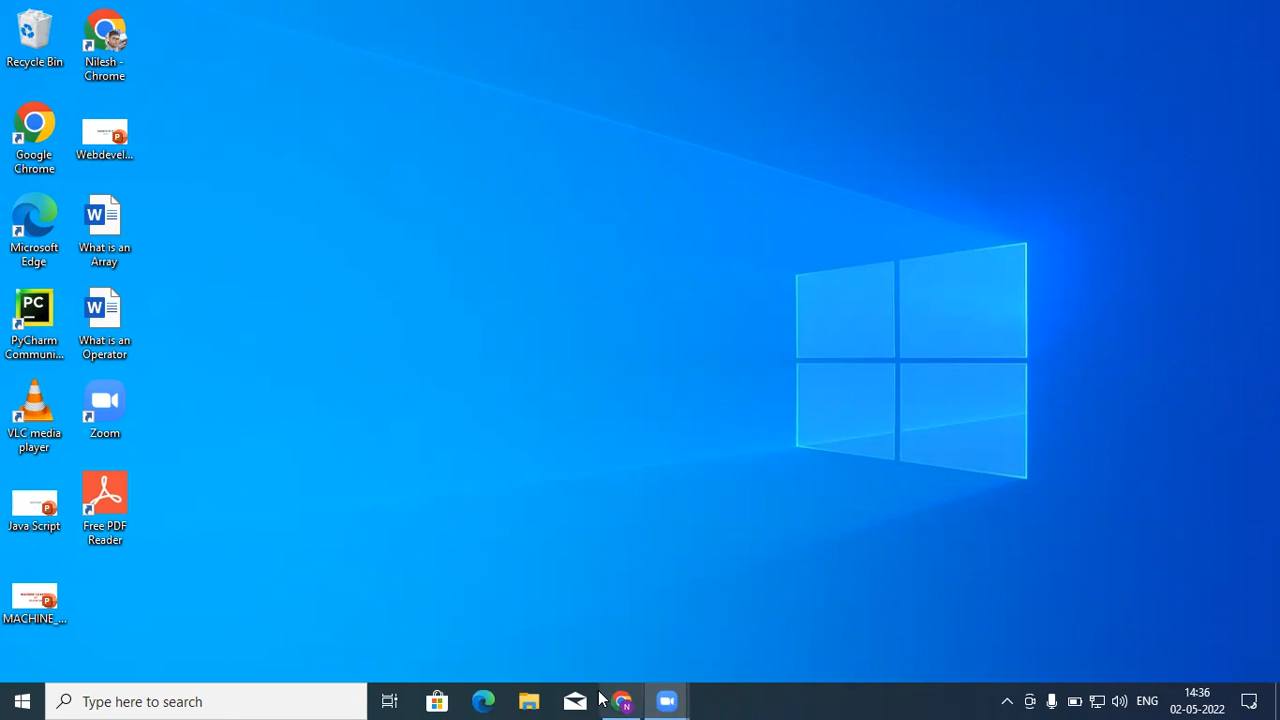 Recycle Bin
Nilesh -
Chrome
Google
Chrome
Webdevel...
Microsoft
Edge
What is an
Array
PC
PyCharm
Communi...
What is an
Operator
VLC media
player
Zoom
Java Script
Free PDF
Reader
MACHINE_...
Type here to search
N
ENG
14:36
02-05-2022